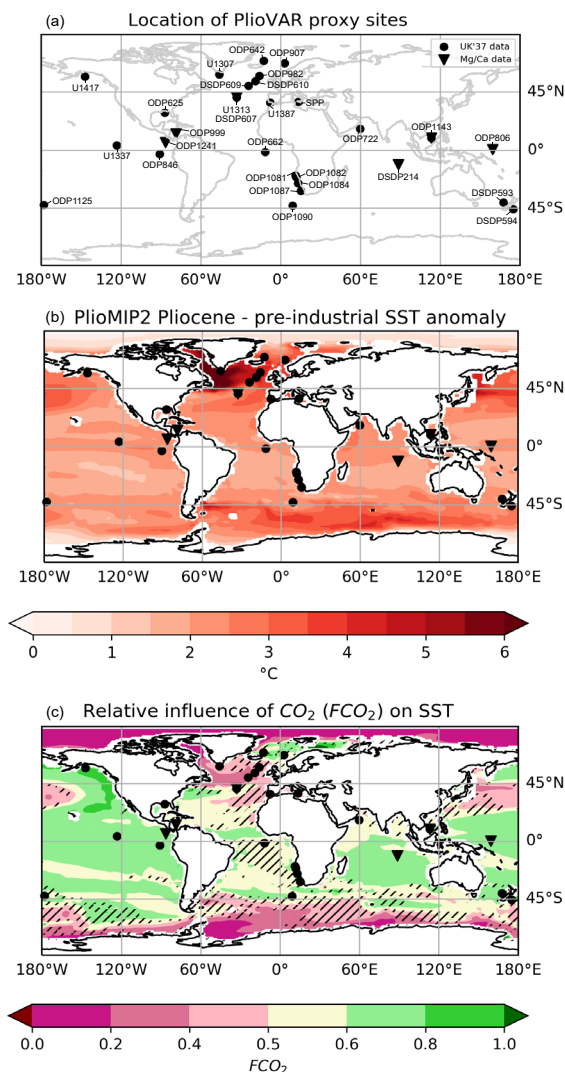 (a) Location of PlioVAR proxy sites
ODP642 ODP907
U1307
ODP982
U1417
DSDP609 DSDP610
UK'37 data
Mg/Ca data
45°N
ODP625
U1313
DSDP607
U1387
SPP
ODP999
ODP1241
ODP662
ODP722
ODP1143
ODP806
0°
U1337
ODP846
ODP1081
ODP1082
ODP1084
ODP1087
DSDP214
DSDP593
ODP1125
ODP1090
DSDP594
45°S
180°W 120°W 60°W 0° 60°E 120°E 180°E
(b) PlioMIP2 Pliocene - pre-industrial SST anomaly
45°N
0°
45°S
180°W 120°W 60°W 0° 60°E 120°E 180°E
0 1 2 3 4 5 6
°C
(c) Relative influence of CO2 (FCO2) on SST
45°N
0°
45°S
180°W 120°W 60°W 0° 60°E 120°E 180°E
0.0 0.2 0.4 0.5 0.6 0.8 1.0
FCO2